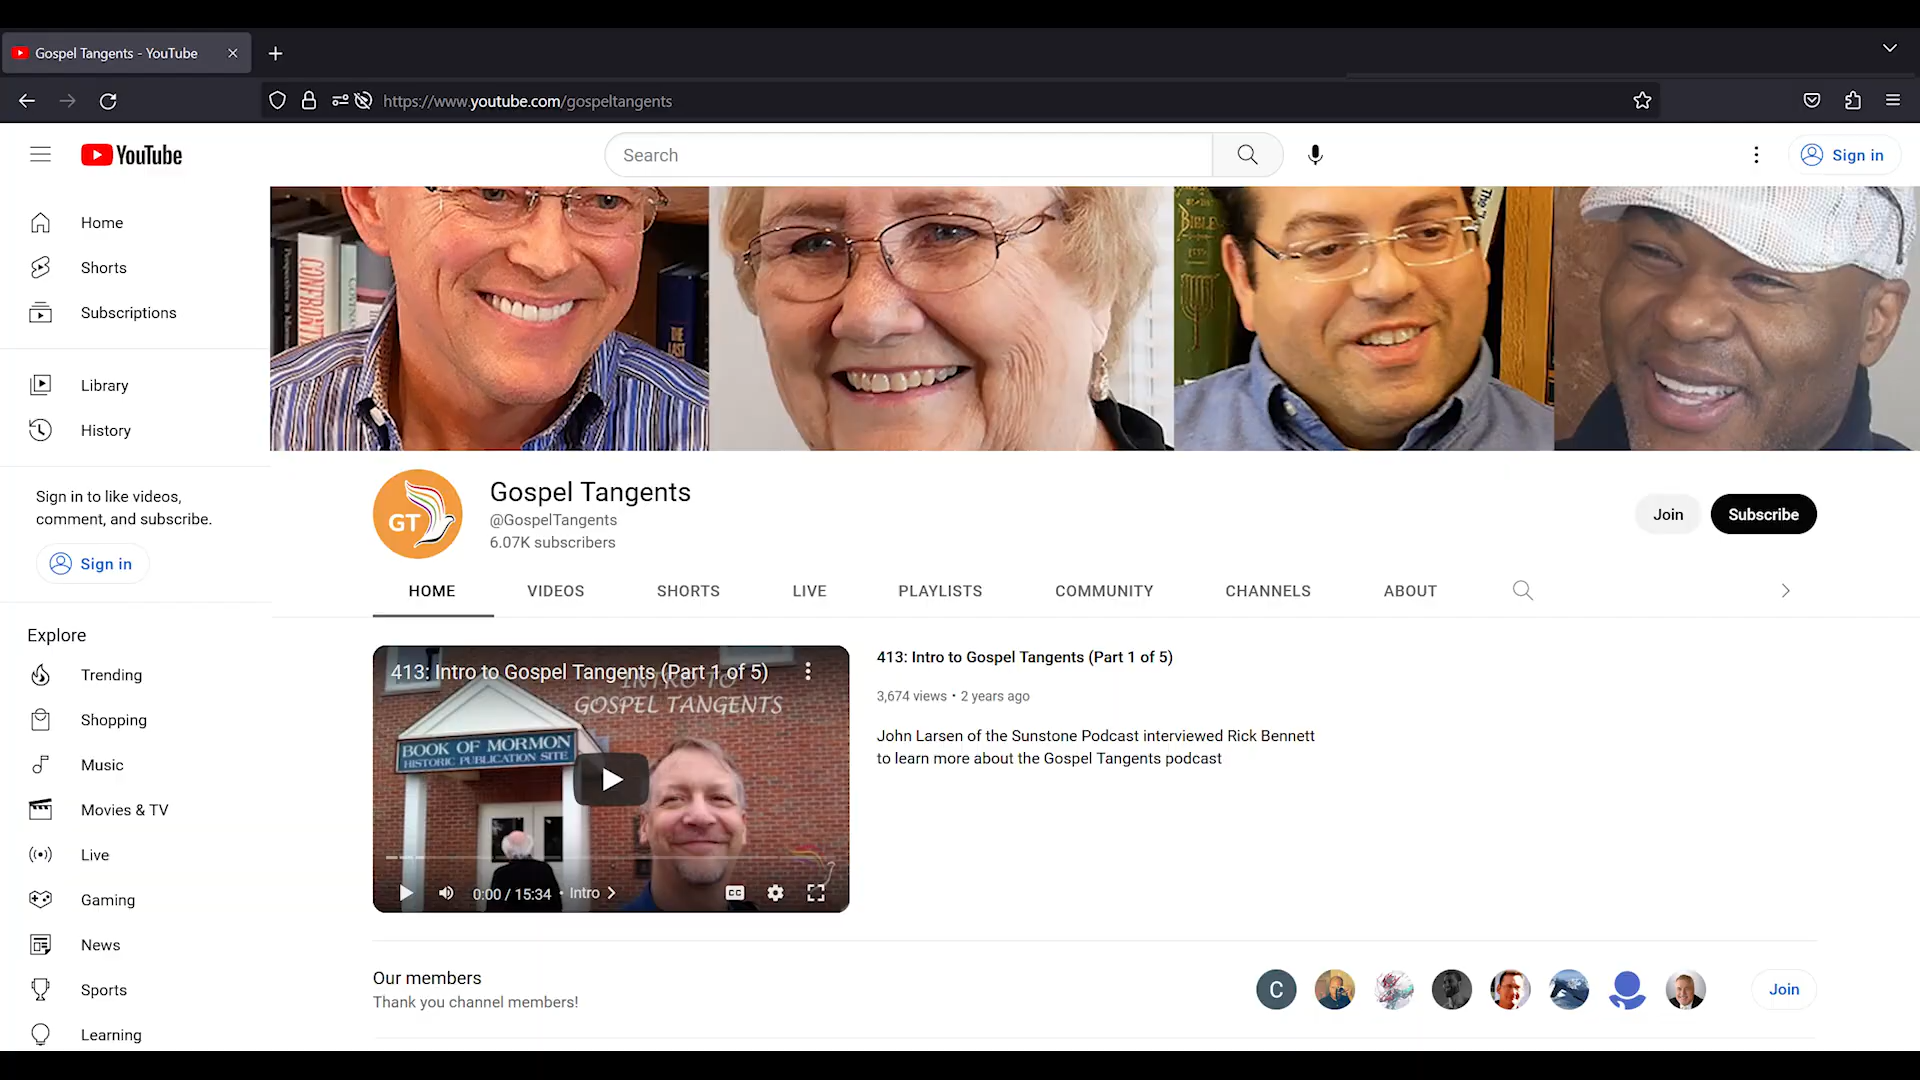 Gospel Tangents - YouTube
https://www.youtube.com/gospeltangents
YouTube
Search
Sign in
Home
Shorts
Subscriptions
Library
History
Sign in to like videos,
comment, and subscribe.
Sign in
Explore
Trending
Shopping
Music
Movies & TV
Live
Gaming
News
Sports
Learning
BIBLE
GT
Gospel Tangents
@GospelTangents
6.07K subscribers
Join
Subscribe
HOME
VIDEOS
SHORTS
LIVE
PLAYLISTS
COMMUNITY
CHANNELS
ABOUT
413: Intro to Gospel Tangents (Part 1 of 5)
INTRO TO
GOSPEL TANGENTS
BOOK OF MORMON
HISTORIC PUBLICATION SITE
0:00 / 15:34 • Intro
CC
413: Intro to Gospel Tangents (Part 1 of 5)
3,674 views • 2 years ago
John Larsen of the Sunstone Podcast interviewed Rick Bennett
to learn more about the Gospel Tangents podcast
Our members
Thank you channel members!
C
Join